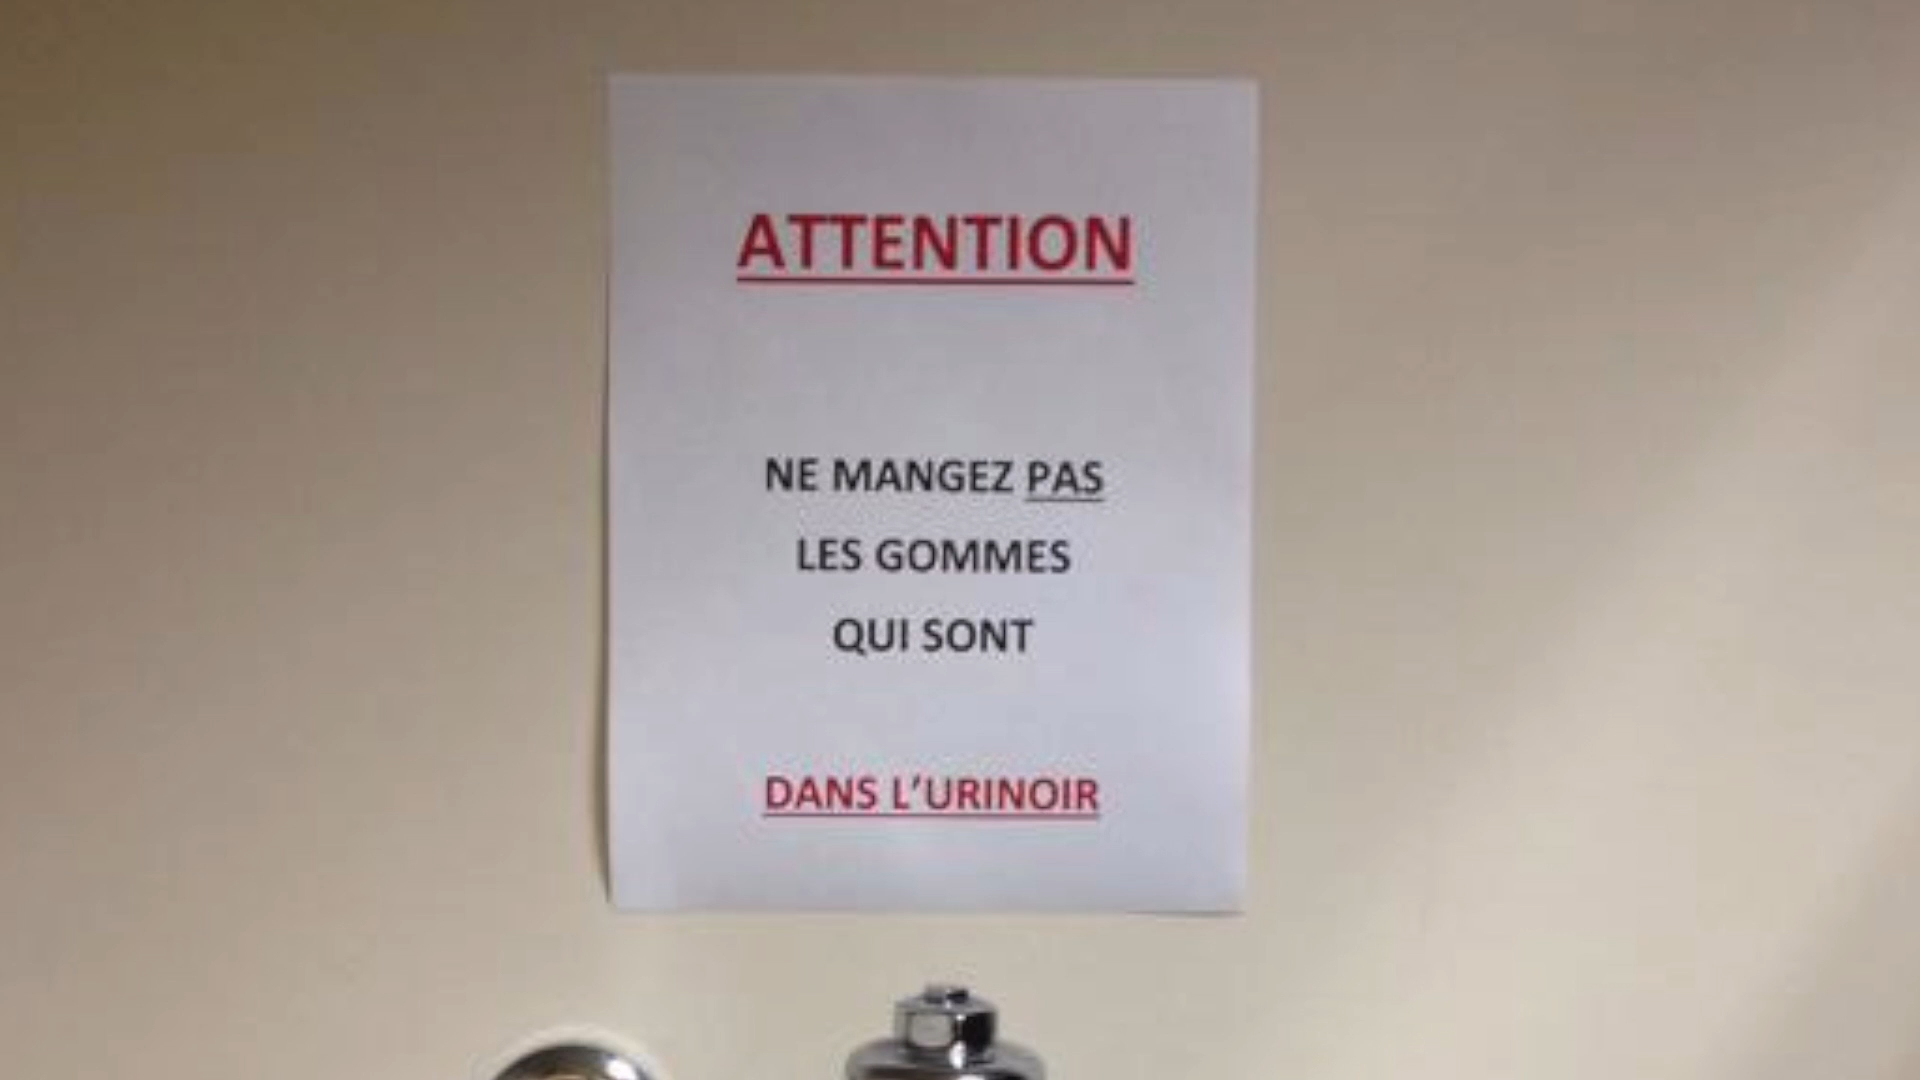 ATTENTION
NE MANGEZ PAS
LES GOMMES
QUI SONT
DANS L’URINOIR